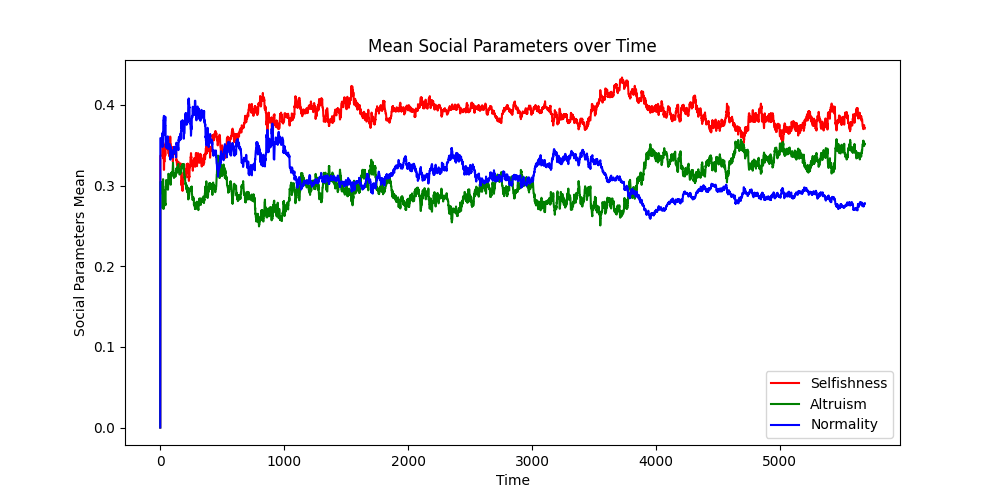 Mean Social Parameters over Time
Social Parameters Mean
0.4
0.3
0.2
0.1
0.0
0
1000
2000
3000
4000
5000
Time
Selfishness
Altruism
Normality